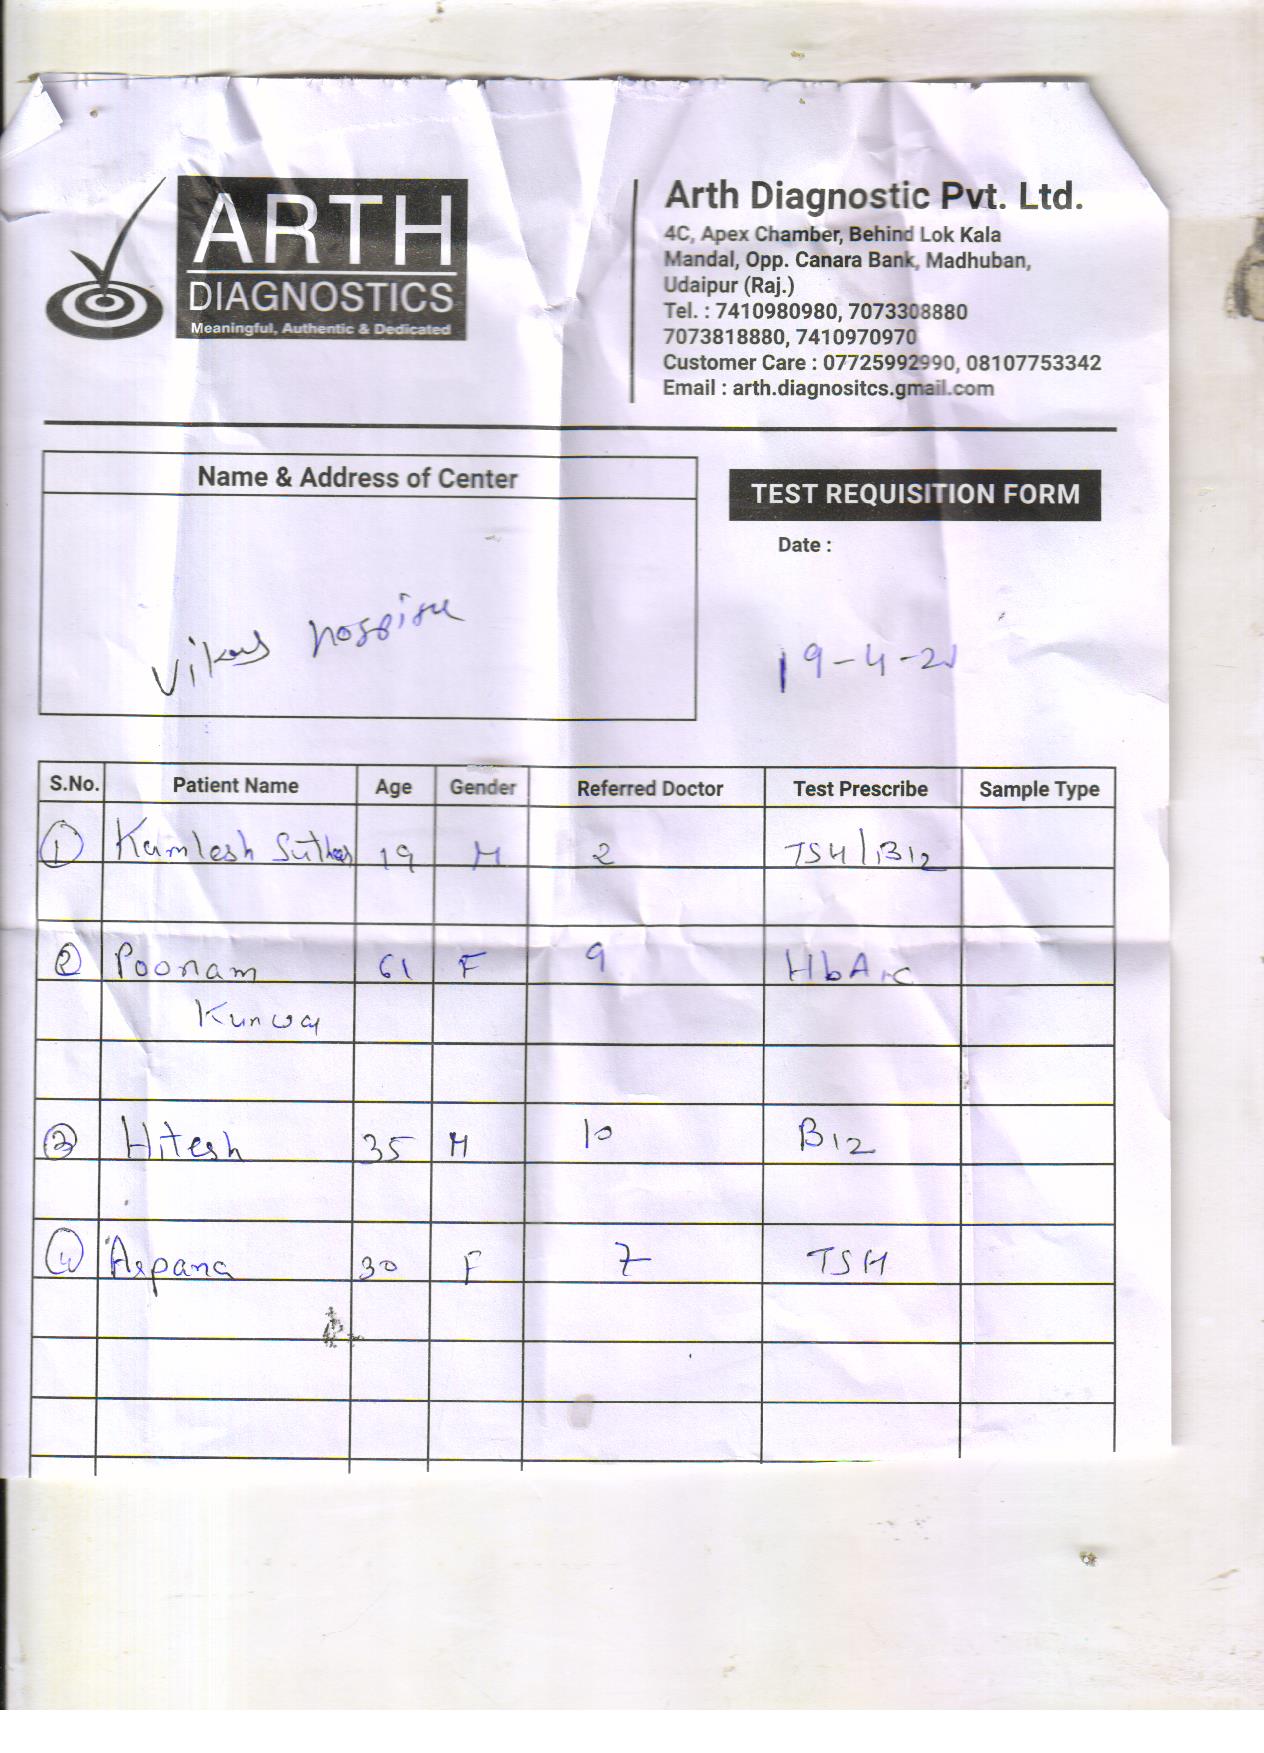 ARTH
DIAGNOSTICS
Meaningful, Authentic & Dedicated
Arth Diagnostic Pvt. Ltd.
4C, Apex Chamber, Behind Lok Kala
Mandal, Opp. Canara Bank, Madhuban,
Udaipur (Raj.)
Tel. : 7410980980, 7073308880
7073818880, 7410970970
Customer Care : 07725992990, 08107753342
Email : arth.diagnositcs.gmail.com
Name & Address of Center
TEST REQUISITION FORM
Date :
Vikas
19-4-21
S.No. Patient Name Age Gender Referred Doctor Test Prescribe Sample Type
1 Kamlesh Suthar 19 M 2 TSH/B12
2 Poonam 61 F 9 HbA1c
Kunwar
3 Hitesh 35 M 10 B12
4 Arpana 30 F 7 TSH